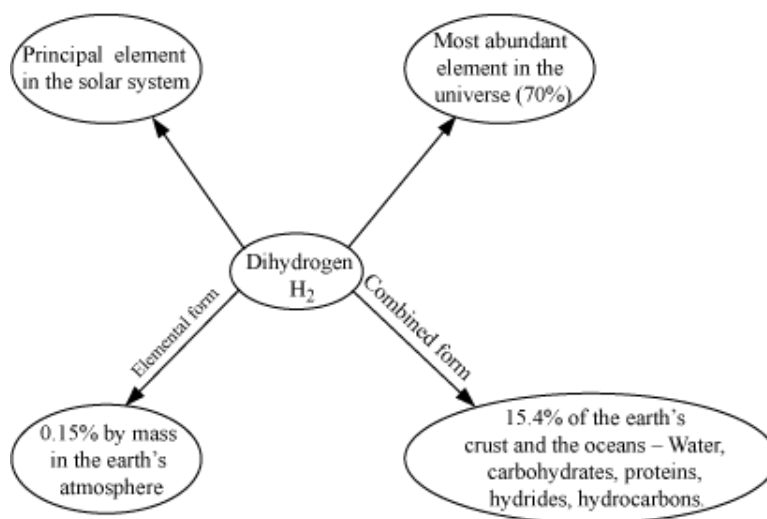 Principal element
in the solar system
Most abundant
element in the
universe (70%)
Dihydrogen
H₂
Elemental form
Combined form
0.15% by mass
in the earth's
atmosphere
15.4% of the earth's
crust and the oceans – Water,
carbohydrates, proteins,
hydrides, hydrocarbons.